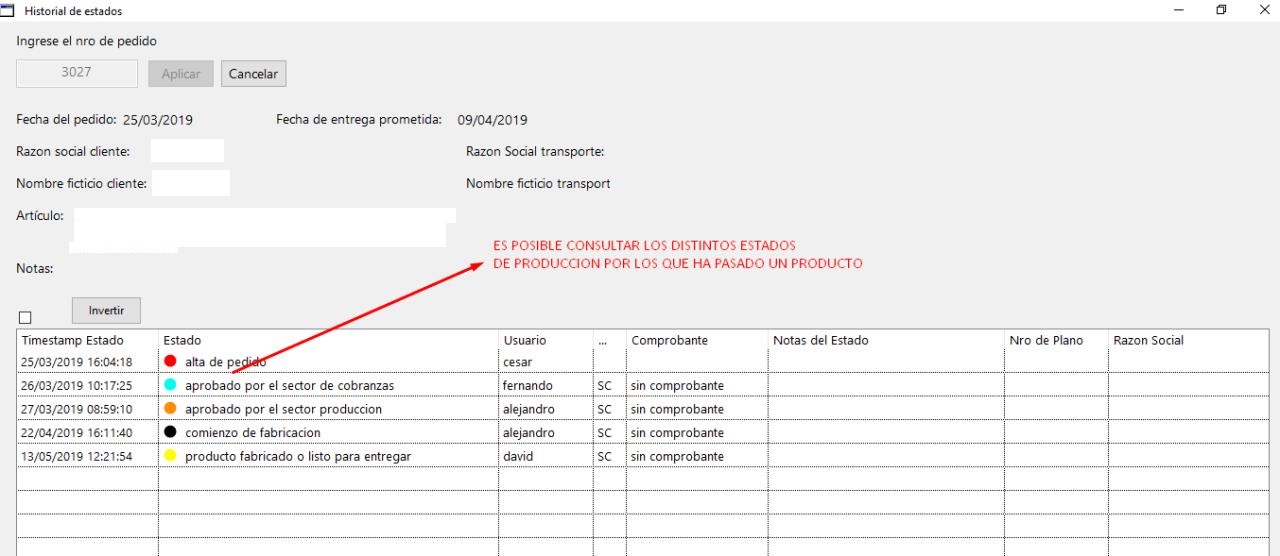 Historial de estados
Ingrese el nro de pedido
3027 Aplicar Cancelar
Fecha del pedido: 25/03/2019 Fecha de entrega prometida: 09/04/2019
Razon social cliente: Razon Social transporte:
Nombre ficticio cliente: Nombre ficticio transport
Artículo:
ES POSIBLE CONSULTAR LOS DISTINTOS ESTADOS
DE PRODUCCION POR LOS QUE HA PASADO UN PRODUCTO
Notas:
Invertir
Timestamp Estado Estado Usuario ... Comprobante Notas del Estado Nro de Plano Razon Social
25/03/2019 16:04:18 alta de pedido cesar
26/03/2019 10:17:25 aprobado por el sector de cobranzas fernando SC sin comprobante
27/03/2019 08:59:10 aprobado por el sector produccion alejandro SC sin comprobante
22/04/2019 16:11:40 comienzo de fabricacion alejandro SC sin comprobante
13/05/2019 12:21:54 producto fabricado o listo para entregar david SC sin comprobante